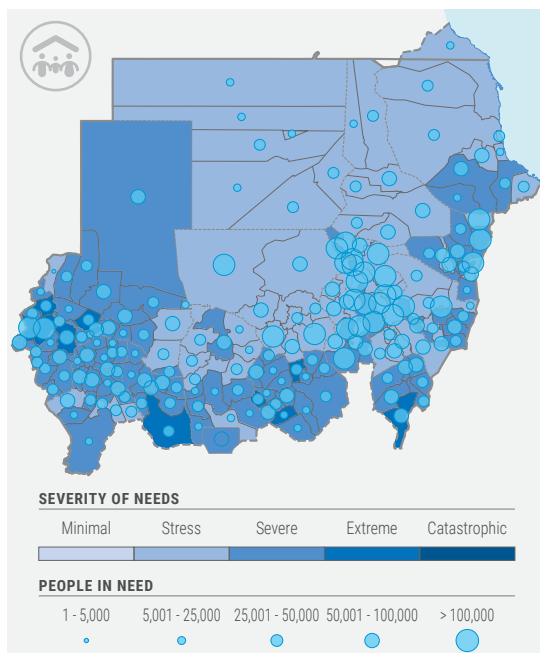 SEVERITY OF NEEDS
Minimal Stress Severe Extreme Catastrophic
PEOPLE IN NEED
1 - 5,000 5,001 - 25,000 25,001 - 50,000 50,001 - 100,000 > 100,000